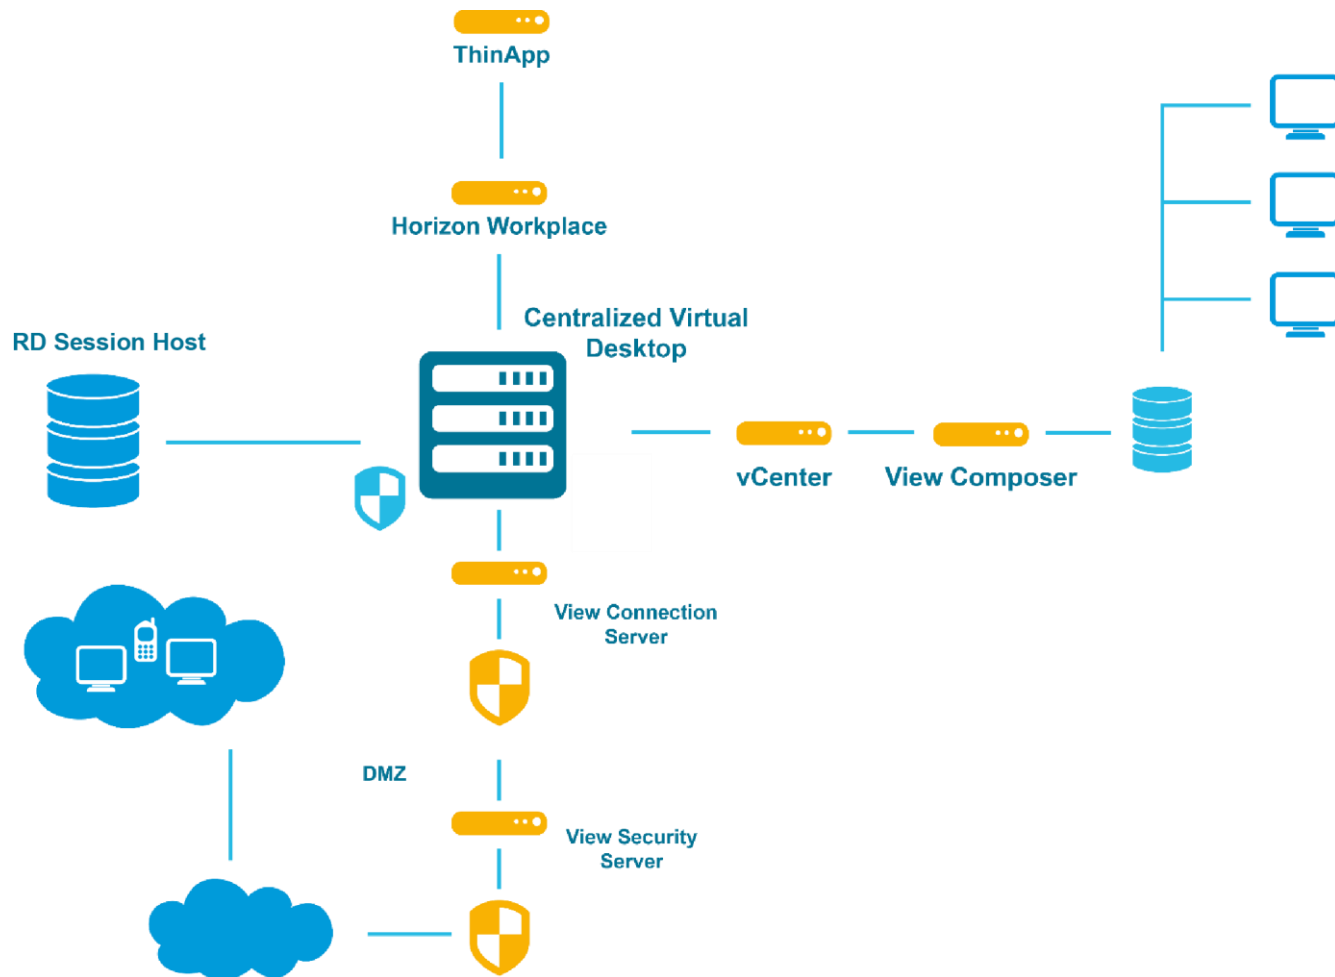 ThinApp
Horizon Workplace
Centralized Virtual
Desktop
RD Session Host
vCenter
View Composer
View Connection
Server
DMZ
View Security
Server